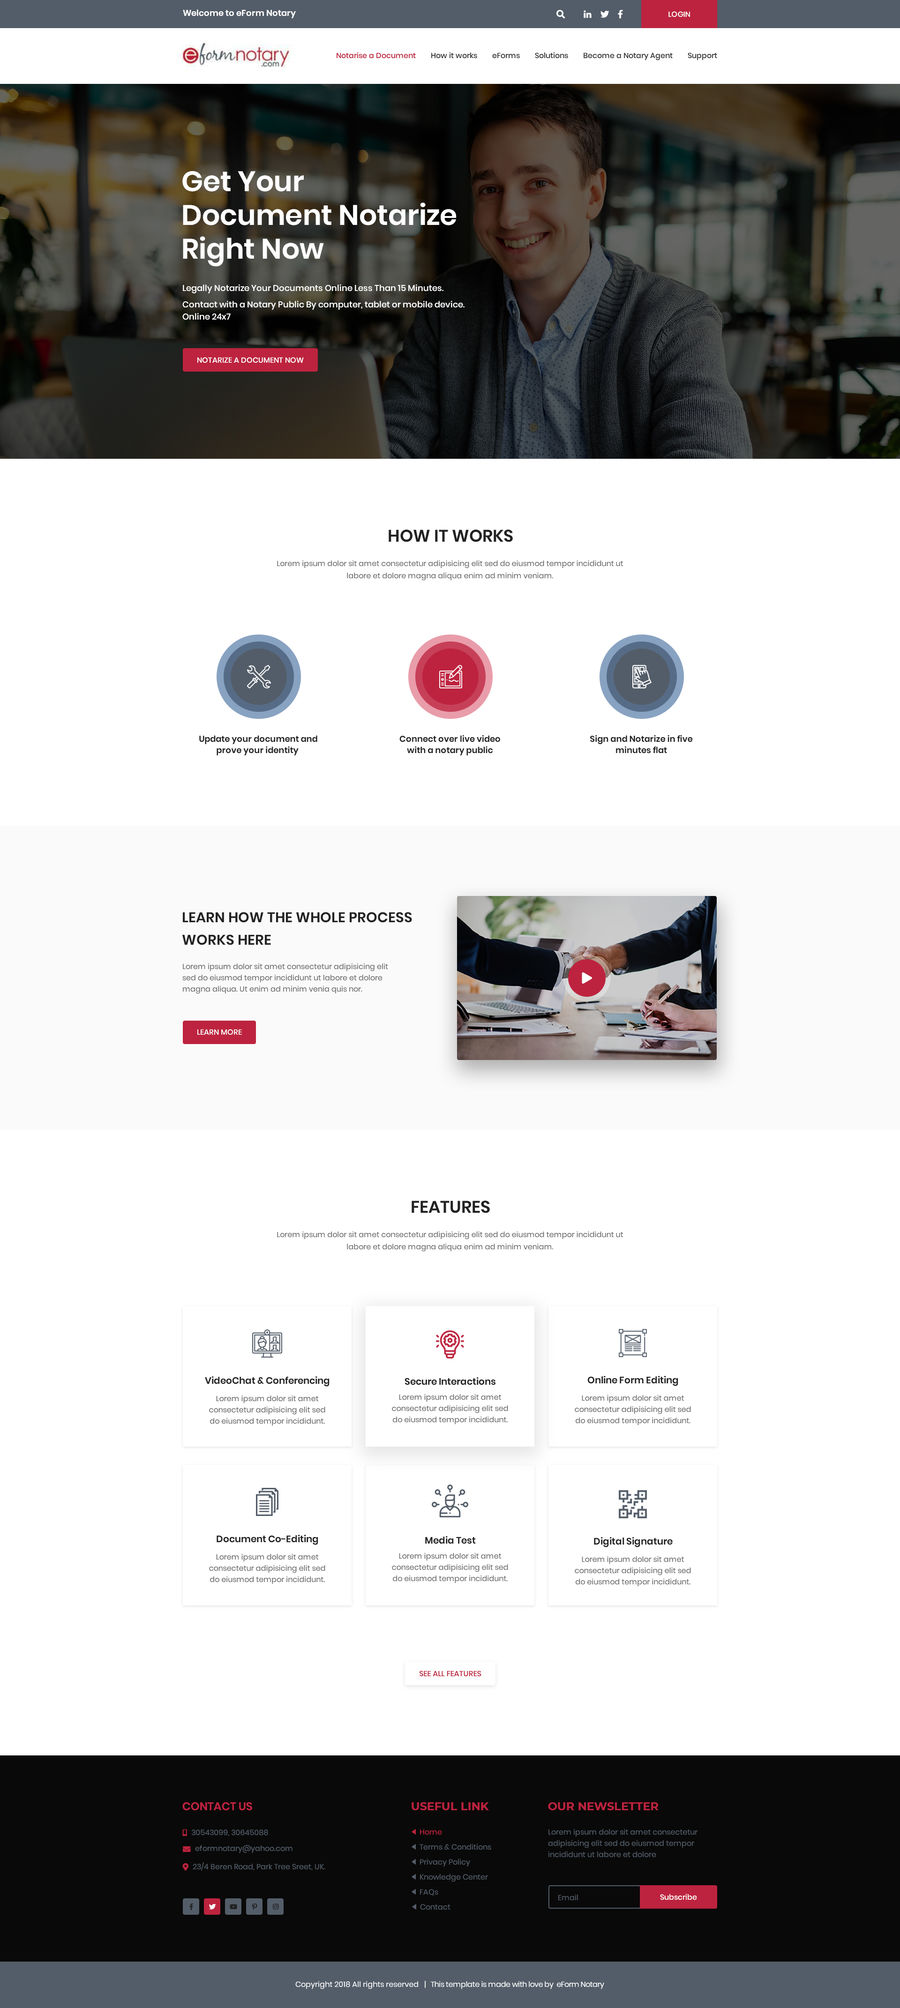 Welcome to eForm Notary
LOGIN
eformnotary
.com
Notarise a Document How it works eForms Solutions Become a Notary Agent Support
Get Your
Document Notarize
Right Now
Legally Notarize Your Documents Online Less Than 15 Minutes.
Contact with a Notary Public By computer, tablet or mobile device.
Online 24x7
NOTARIZE A DOCUMENT NOW
HOW IT WORKS
Lorem ipsum dolor sit amet consectetur adipisicing elit sed do eiusmod tempor incididunt ut
labore et dolore magna aliqua enim ad minim veniam.
Update your document and
prove your identity
Connect over live video
with a notary public
Sign and Notarize in five
minutes flat
LEARN HOW THE WHOLE PROCESS
WORKS HERE
Lorem ipsum dolor sit amet consectetur adipisicing elit
sed do eiusmod tempor incididunt ut labore et dolore
magna aliqua. Ut enim ad minim venia quis nor.
LEARN MORE
FEATURES
Lorem ipsum dolor sit amet consectetur adipisicing elit sed do eiusmod tempor incididunt ut
labore et dolore magna aliqua enim ad minim veniam.
VideoChat & Conferencing
Lorem ipsum dolor sit amet
consectetur adipisicing elit sed
do eiusmod tempor incididunt.
Secure Interactions
Lorem ipsum dolor sit amet
consectetur adipisicing elit sed
do eiusmod tempor incididunt.
Online Form Editing
Lorem ipsum dolor sit amet
consectetur adipisicing elit sed
do eiusmod tempor incididunt.
Document Co-Editing
Lorem ipsum dolor sit amet
consectetur adipisicing elit sed
do eiusmod tempor incididunt.
Media Test
Lorem ipsum dolor sit amet
consectetur adipisicing elit sed
do eiusmod tempor incididunt.
Digital Signature
Lorem ipsum dolor sit amet
consectetur adipisicing elit sed
do eiusmod tempor incididunt.
SEE ALL FEATURES
CONTACT US
30543099, 30645088
eformnotary@yahoo.com
23/4 Beren Road, Park Tree Sreet, UK.
USEFUL LINK
Home
Terms & Conditions
Privacy Policy
Knowledge Center
FAQs
Contact
OUR NEWSLETTER
Lorem ipsum dolor sit amet consectetur
adipisicing elit sed do eiusmod tempor
incididunt ut labore et dolore
Email
Subscribe
Copyright 2018 All rights reserved | This template is made with love by eForm Notary